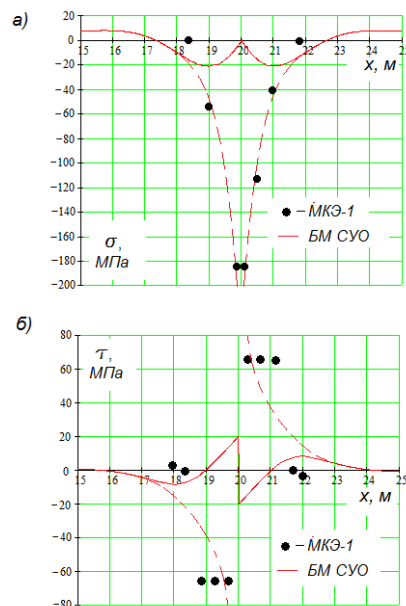 а)
20
0
15 16 17 18 19 20 21 22 23 24 25
−20
x, м
−40
−60
−80
−100
−120
−140
– МКЭ-1
−160
σ,
БМ СУО
МПа
−180
−200
б)
80
τ,
МПа
60
40
20
0
15 16 17 18 19 20 21 22 23 24 25
x, м
−20
−40
– МКЭ-1
−60
БМ СУО
−80